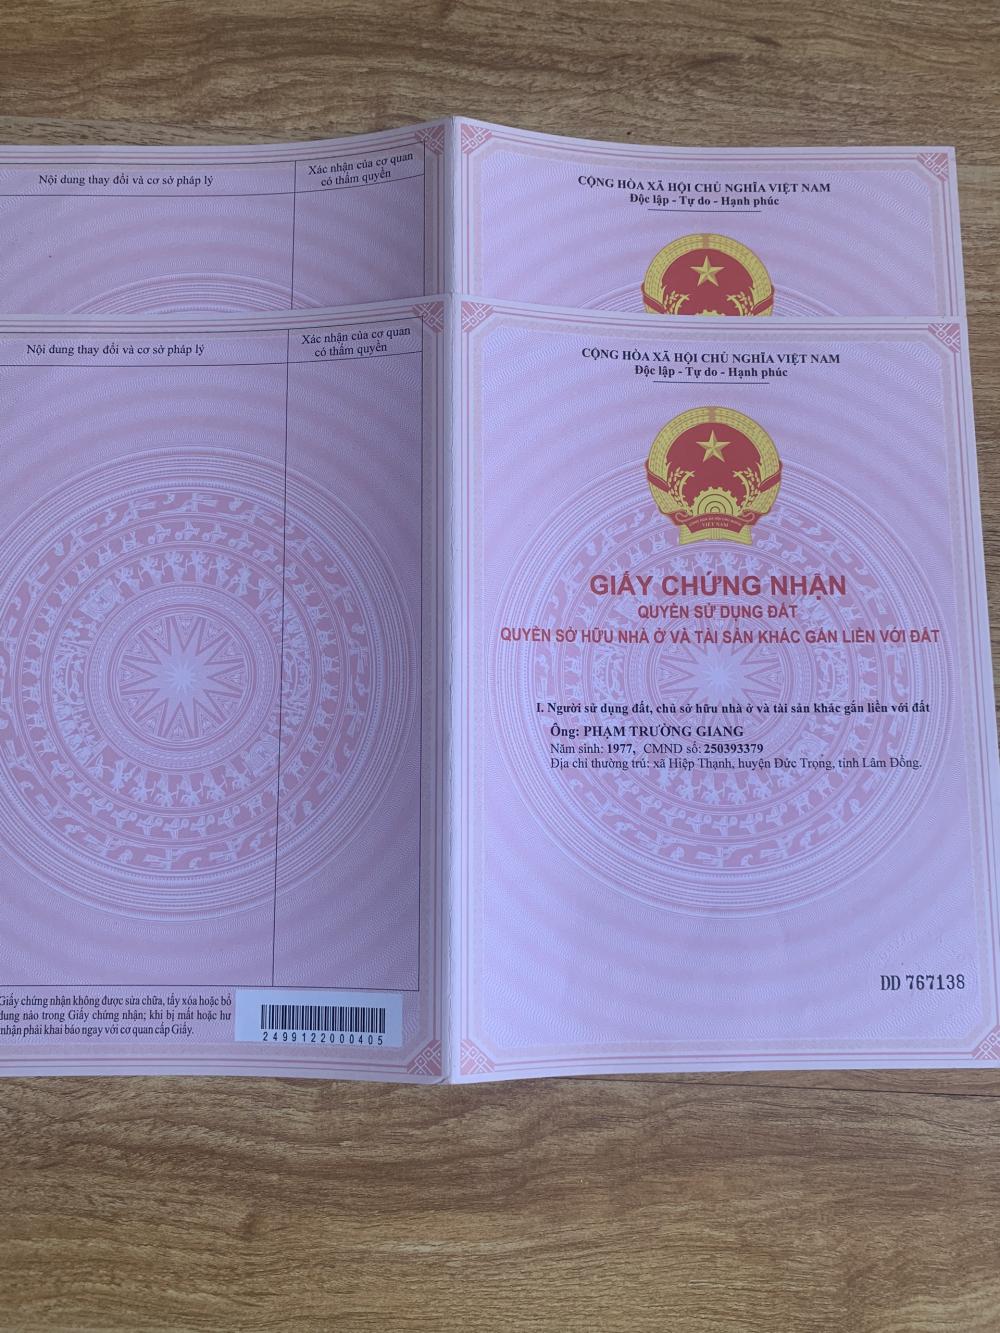 Nội dung thay đổi và cơ sở pháp lý
Xác nhận của cơ quan
có thẩm quyền
CỘNG HÒA XÃ HỘI CHỦ NGHĨA VIỆT NAM
Độc lập - Tự do - Hạnh phúc
Nội dung thay đổi và cơ sở pháp lý
Xác nhận của cơ quan
có thẩm quyền
CỘNG HÒA XÃ HỘI CHỦ NGHĨA VIỆT NAM
Độc lập - Tự do - Hạnh phúc
VIỆT NAM
GIẤY CHỨNG NHẬN
QUYỀN SỬ DỤNG ĐẤT
QUYỀN SỞ HỮU NHÀ Ở VÀ TÀI SẢN KHÁC GẮN LIỀN VỚI ĐẤT
I. Người sử dụng đất, chủ sở hữu nhà ở và tài sản khác gắn liền với đất
Ông: PHẠM TRƯỜNG GIANG
Năm sinh: 1977, CMND số: 250393379
Địa chỉ thường trú: xã Hiệp Thạnh, huyện Đức Trọng, tỉnh Lâm Đồng.
DD 767138
Giấy chứng nhận không được sửa chữa, tẩy xóa hoặc bổ
dung nào trong Giấy chứng nhận; khi bị mất hoặc hư
nhận phải khai báo ngay với cơ quan cấp Giấy.
2499122000405